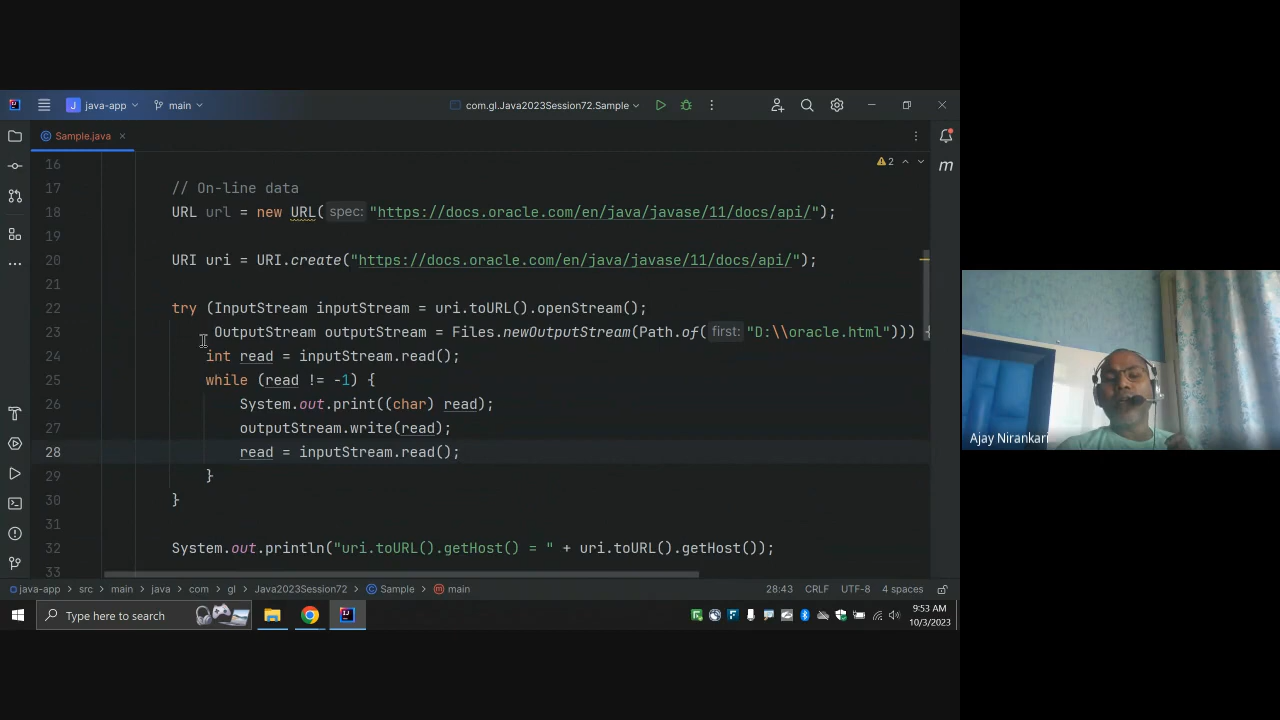 J java-app main com.gl.Java2023Session72.Sample
Sample.java
m
2
16
17 // On-line data
18 URL url = new URL( spec: "https://docs.oracle.com/en/java/javase/11/docs/api/");
19
20 URI uri = URI.create("https://docs.oracle.com/en/java/javase/11/docs/api/");
21
22 try (InputStream inputStream = uri.toURL().openStream();
23 OutputStream outputStream = Files.newOutputStream(Path.of( first: "D:\\oracle.html"))) {
24 int read = inputStream.read();
25 while (read != -1) {
26 System.out.print((char) read);
27 outputStream.write(read);
28 read = inputStream.read();
29 }
30 }
31
32 System.out.println("uri.toURL().getHost() = " + uri.toURL().getHost());
33
Ajay Nirankari
java-app > src > main > java > com > gl > Java2023Session72 > Sample > main 28:43 CRLF UTF-8 4 spaces
Type here to search
9:53 AM
10/3/2023